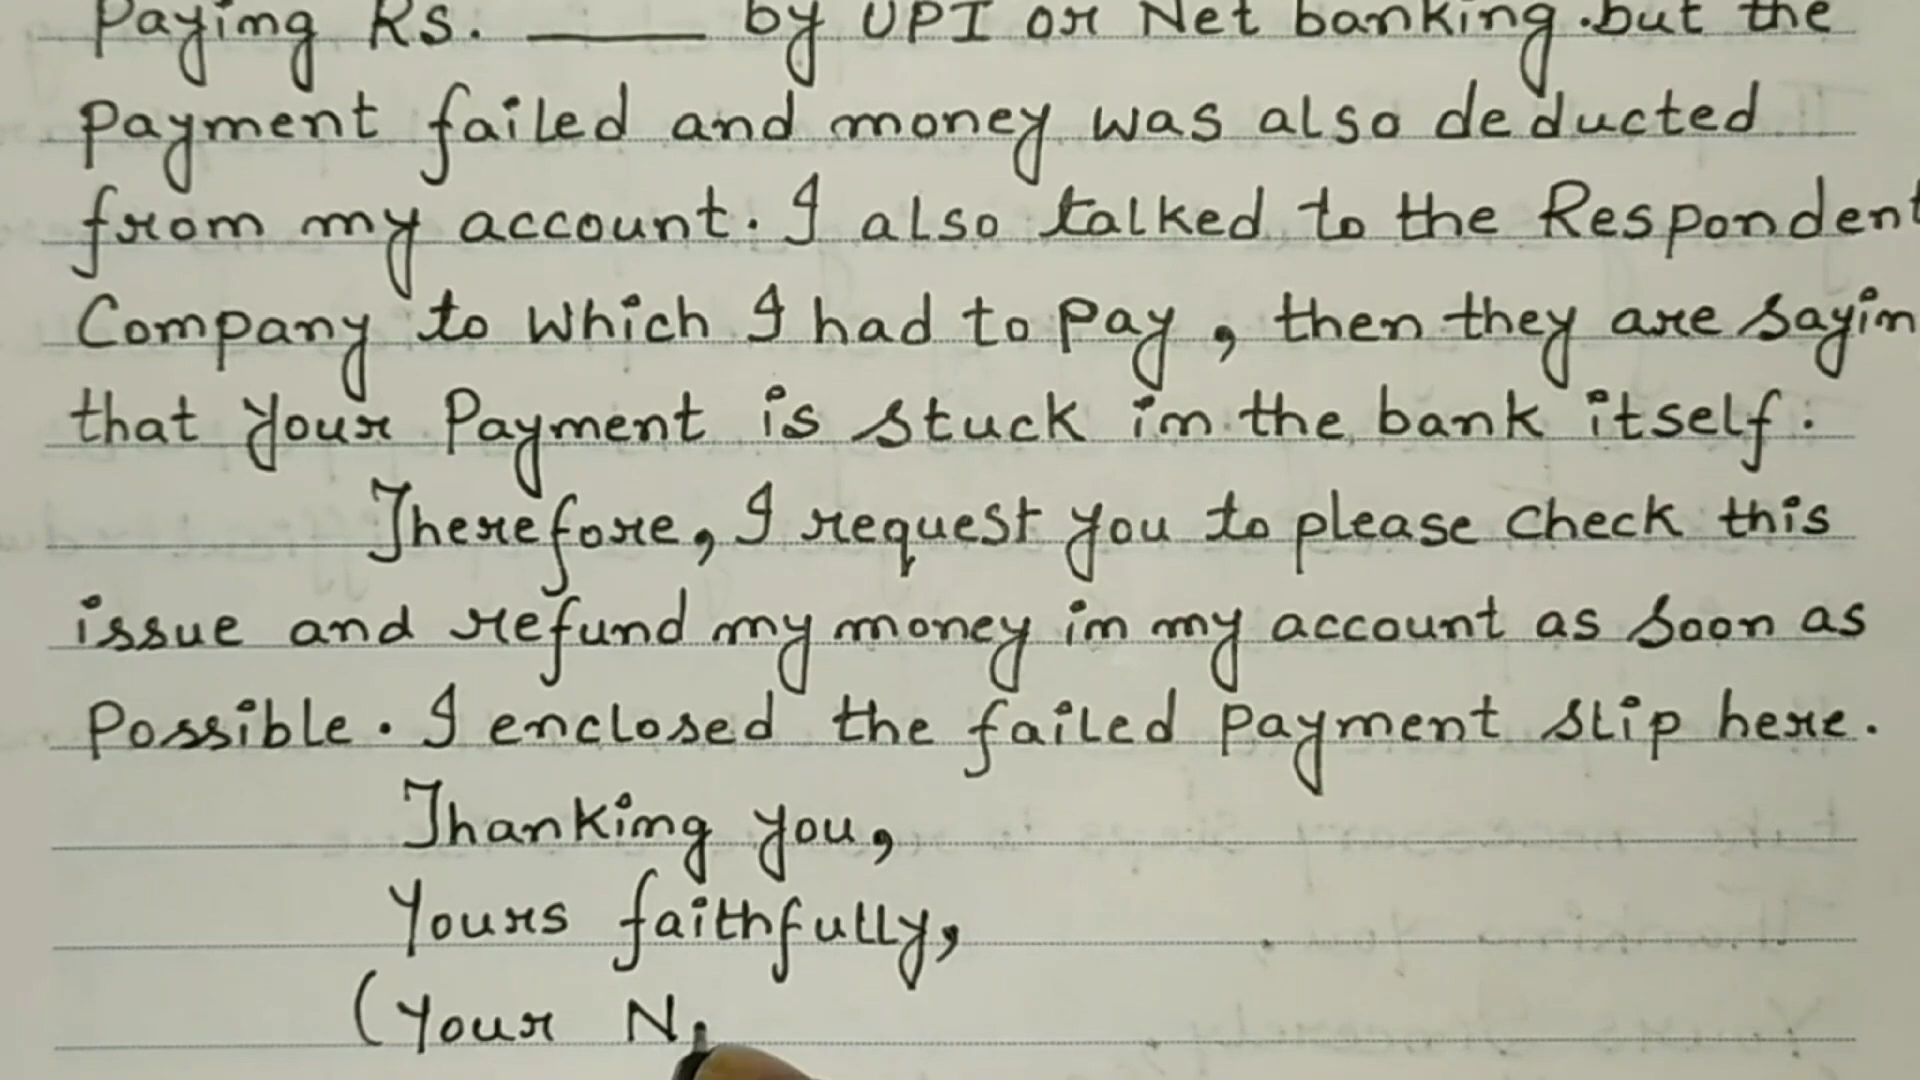 Paying Rs. ______ by UPI or Net banking. but the
Payment failed and money was also deducted
from my account. I also talked to the Respondent
Company to which I had to pay, then they are sayin
that your Payment is stuck in the bank itself.
Therefore, I request you to please check this
issue and refund my money in my account as soon as
Possible. I enclosed the failed Payment slip here.
Thanking you,
Yours faithfully,
(Your N